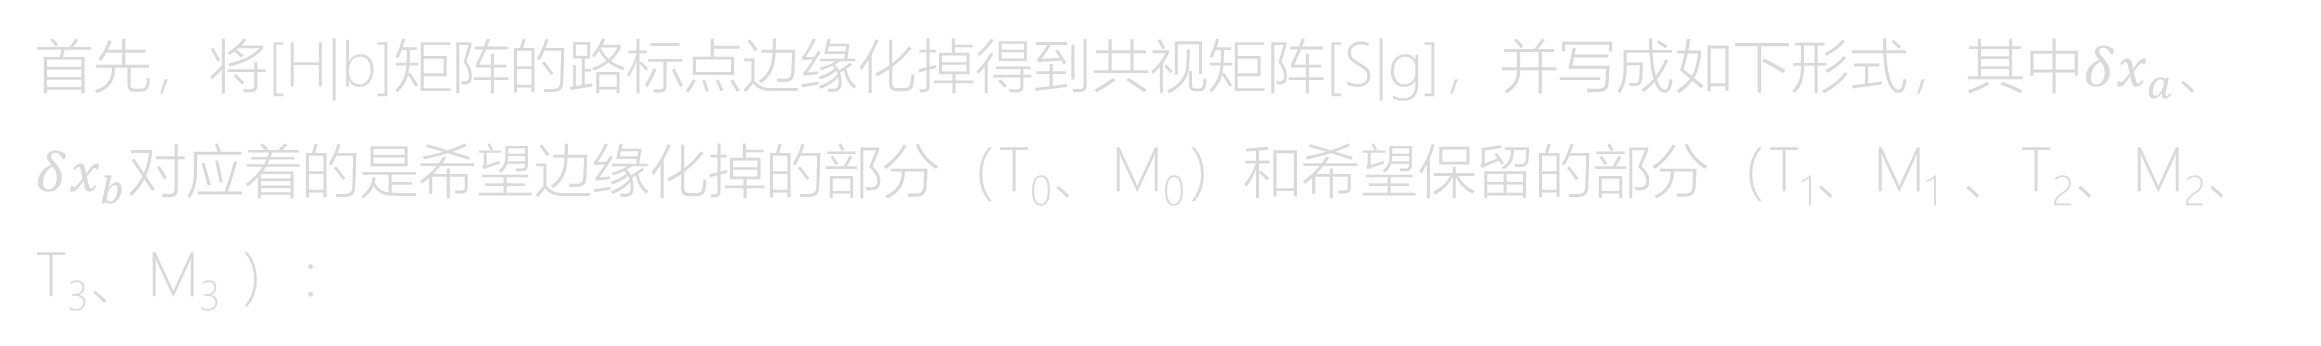 首先，将[H|b]矩阵的路标点边缘化掉得到共视矩阵[S|g]，并写成如下形式，其中δxₐ、
δx_b对应着的是希望边缘化掉的部分（T₀、M₀）和希望保留的部分（T₁、M₁、T₂、M₂、
T₃、M₃）：